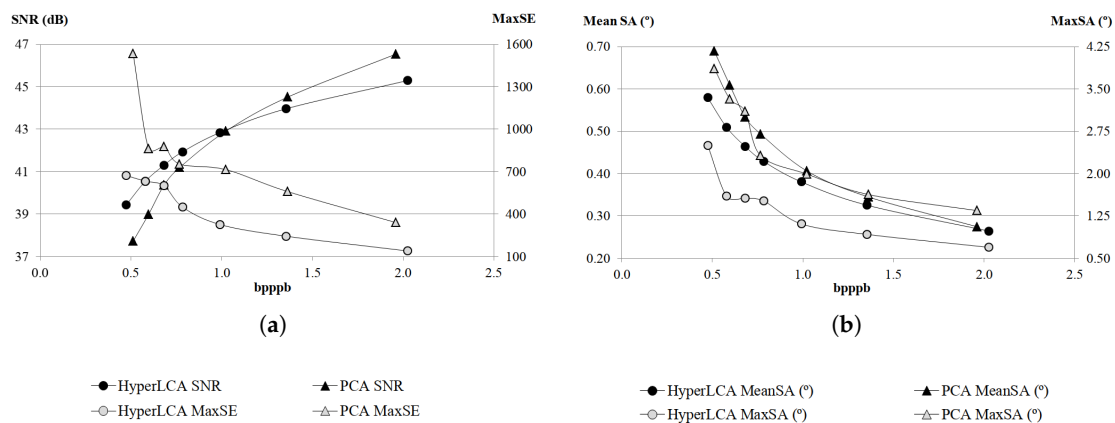 SNR (dB) MaxSE
47 1600
45 1300
43 1000
41 700
39 400
37 100
0.0 0.5 1.0 1.5 2.0 2.5
bpppb
(a)
HyperLCA SNR PCA SNR
HyperLCA MaxSE PCA MaxSE
Mean SA (º) MaxSA (º)
0.70 4.25
0.60 3.50
0.50 2.75
0.40 2.00
0.30 1.25
0.20 0.50
0.0 0.5 1.0 1.5 2.0 2.5
bpppb
(b)
HyperLCA MeanSA (º) PCA MeanSA (º)
HyperLCA MaxSA (º) PCA MaxSA (º)